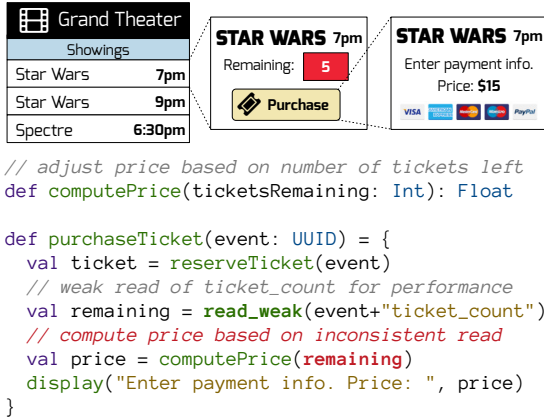 Grand Theater
Showings
Star Wars 7pm
Star Wars 9pm
Spectre 6:30pm
STAR WARS 7pm
Remaining: 5
Purchase
STAR WARS 7pm
Enter payment info.
Price: $15
VISA MasterCard Maestro PayPal
// adjust price based on number of tickets left
def computePrice(ticketsRemaining: Int): Float
def purchaseTicket(event: UUID) = {
val ticket = reserveTicket(event)
// weak read of ticket_count for performance
val remaining = read_weak(event+"ticket_count")
// compute price based on inconsistent read
val price = computePrice(remaining)
display("Enter payment info. Price: ", price)
}